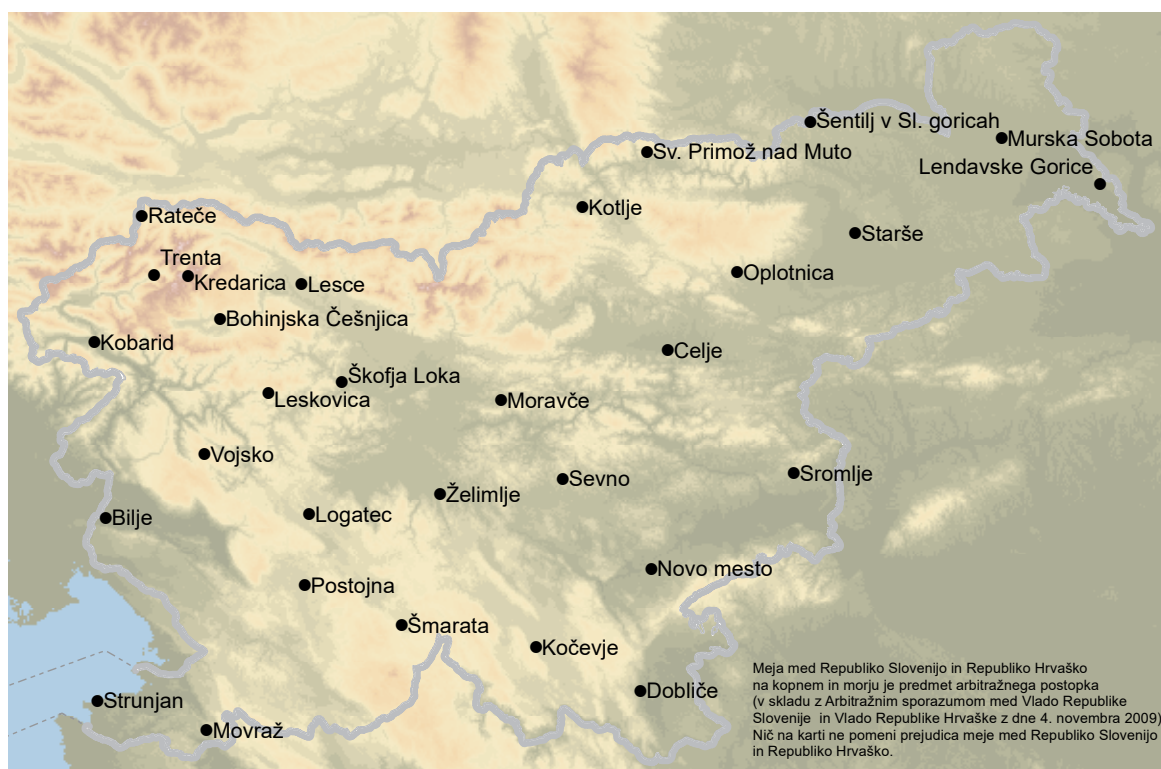 Šentilj v Sl. goricah
Murska Sobota
Sv. Primož nad Muto
Lendavske Gorice
Kotlje
Rateče
Starše
Trenta
Oplotnica
Kredarica
Lesce
Bohinjska Češnjica
Kobarid
Celje
Škofja Loka
Leskovica
Moravče
Vojsko
Sromlje
Sevno
Želimlje
Logatec
Bilje
Novo mesto
Postojna
Šmarata
Kočevje
Dobliče
Strunjan
Movraž
Meja med Republiko Slovenijo in Republiko Hrvaško
na kopnem in morju je predmet arbitražnega postopka
(v skladu z Arbitražnim sporazumom med Vlado Republike
Slovenije in Vlado Republike Hrvaške z dne 4. novembra 2009)
Nič na karti ne pomeni prejudica meje med Republiko Slovenijo
in Republiko Hrvaško.